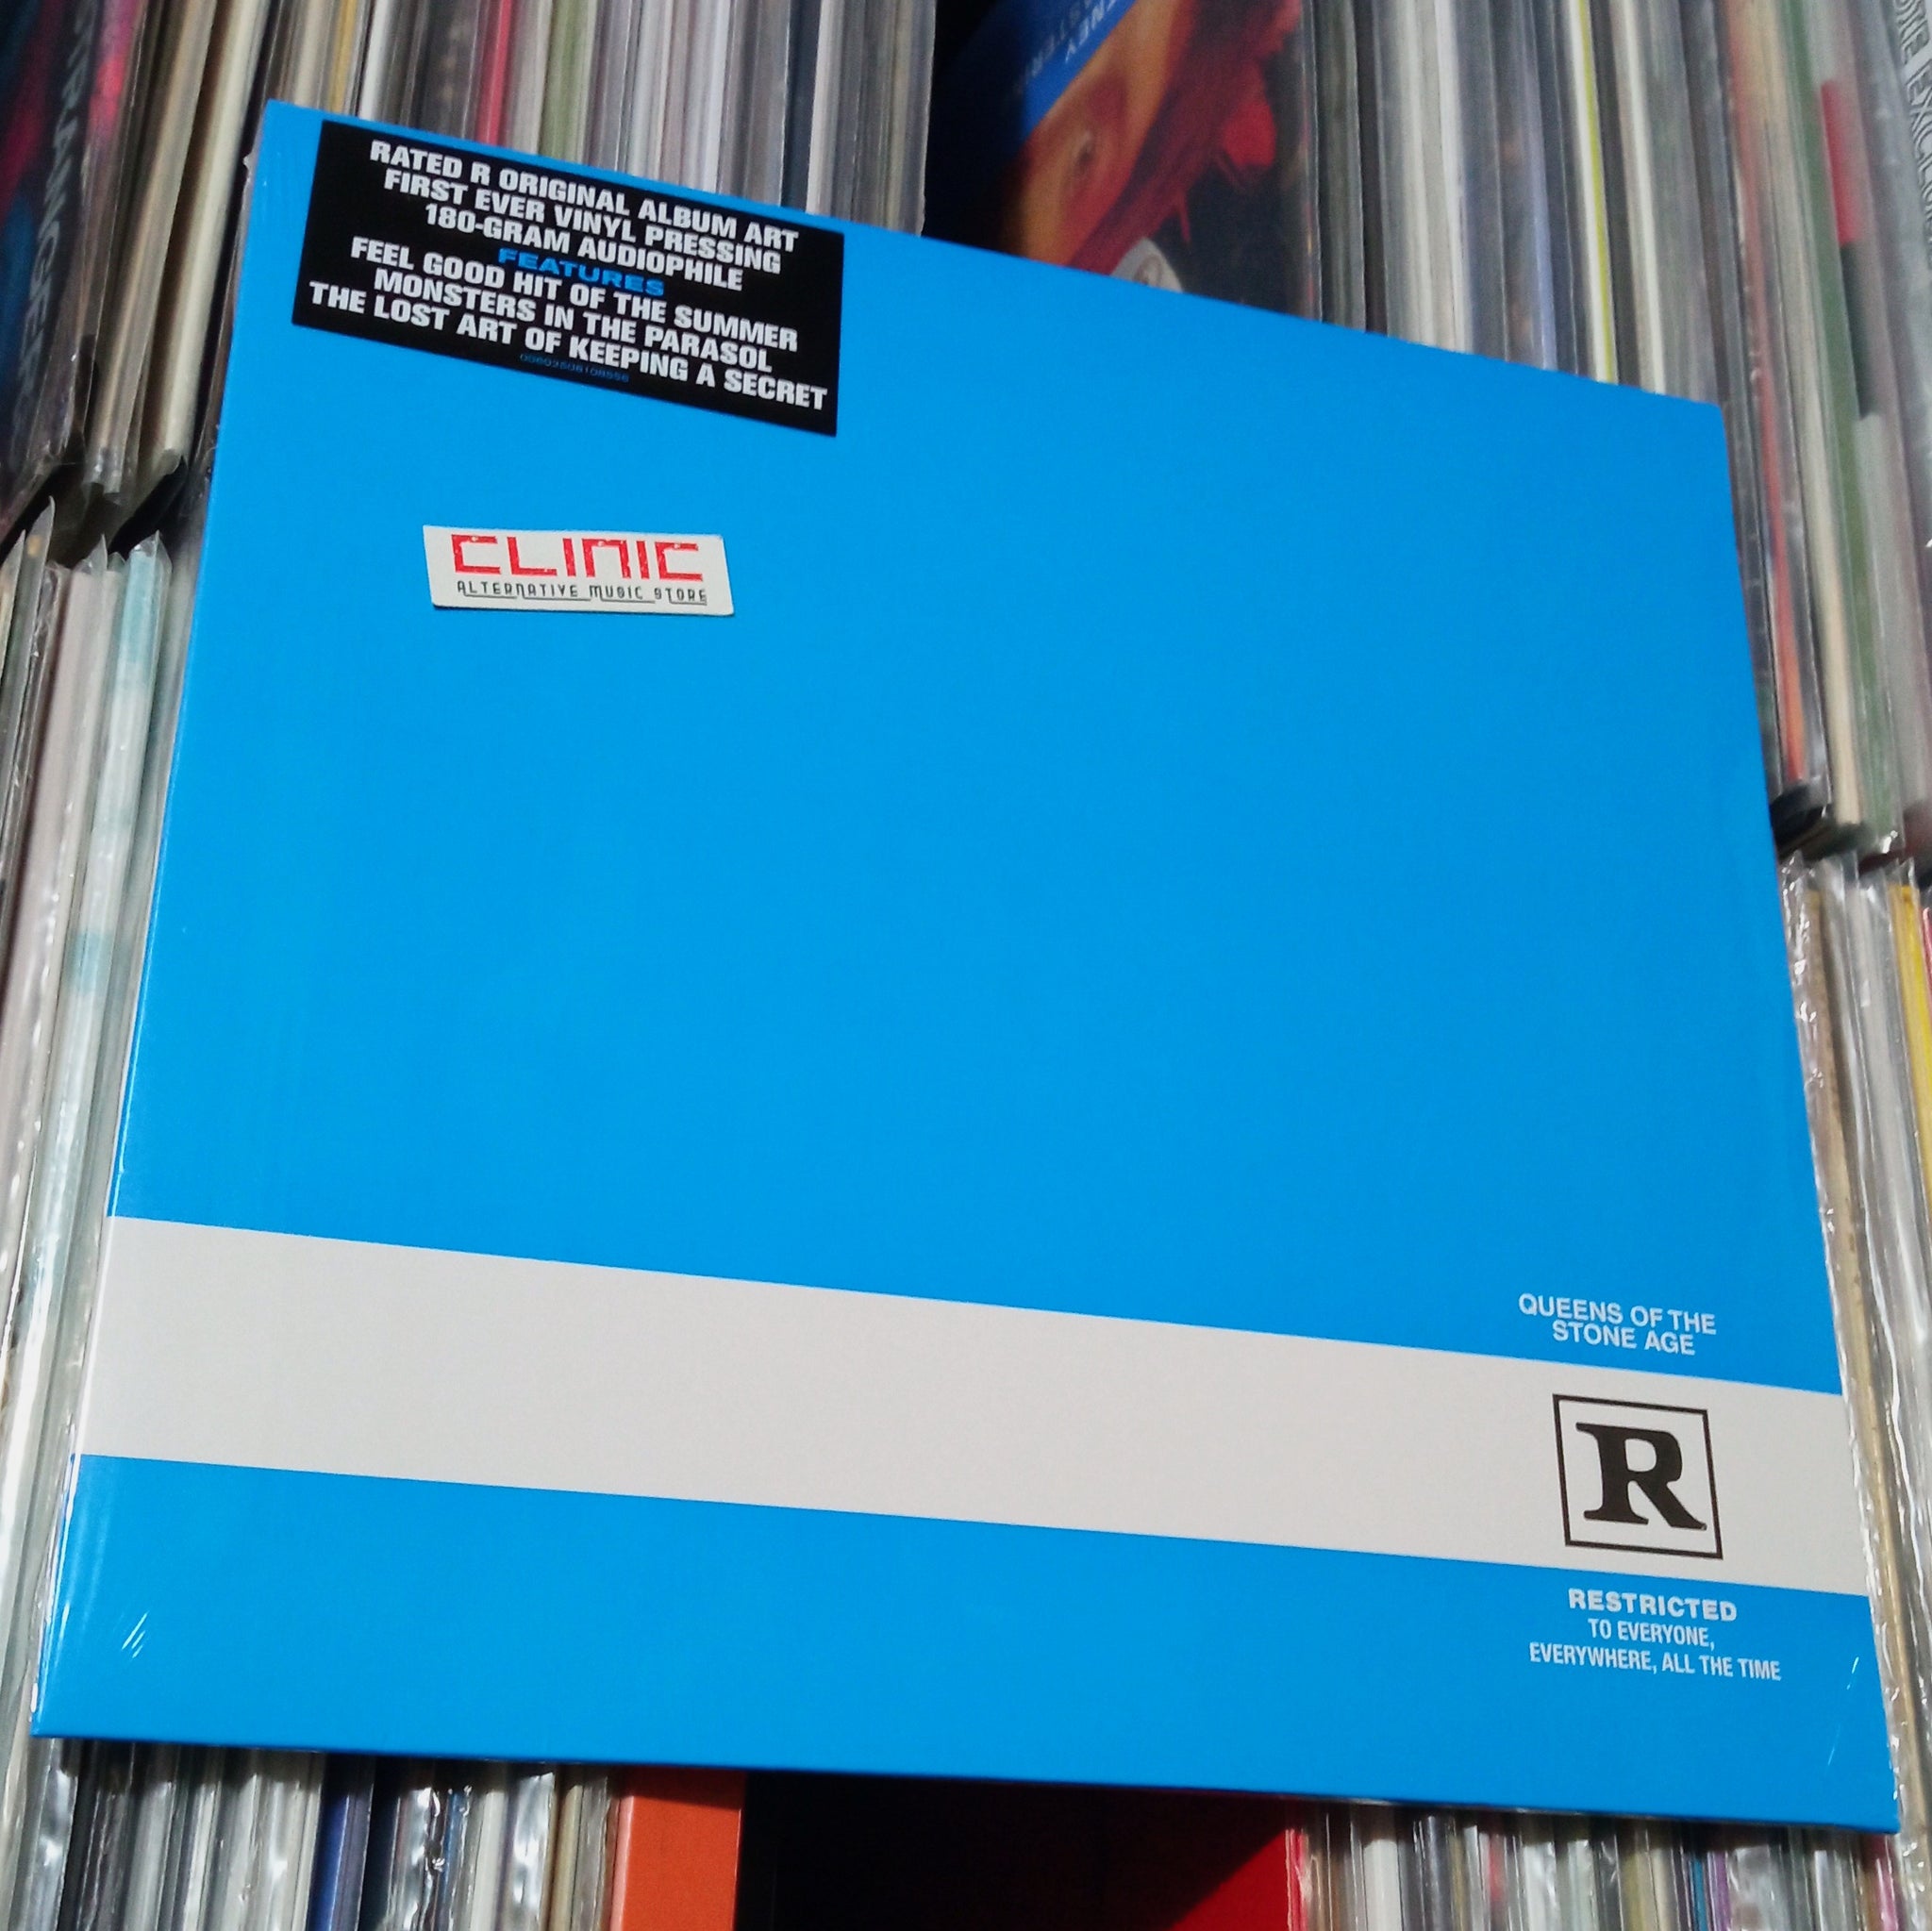 RATED R ORIGINAL ALBUM ART
FIRST EVER VINYL PRESSING
180-GRAM AUDIOPHILE
FEATURES
FEEL GOOD HIT OF THE SUMMER
MONSTERS IN THE PARASOL
THE LOST ART OF KEEPING A SECRET
CLINIC
ALTERNATIVE MUSIC STORE
QUEENS OF THE
STONE AGE
R
RESTRICTED
TO EVERYONE,
EVERYWHERE, ALL THE TIME